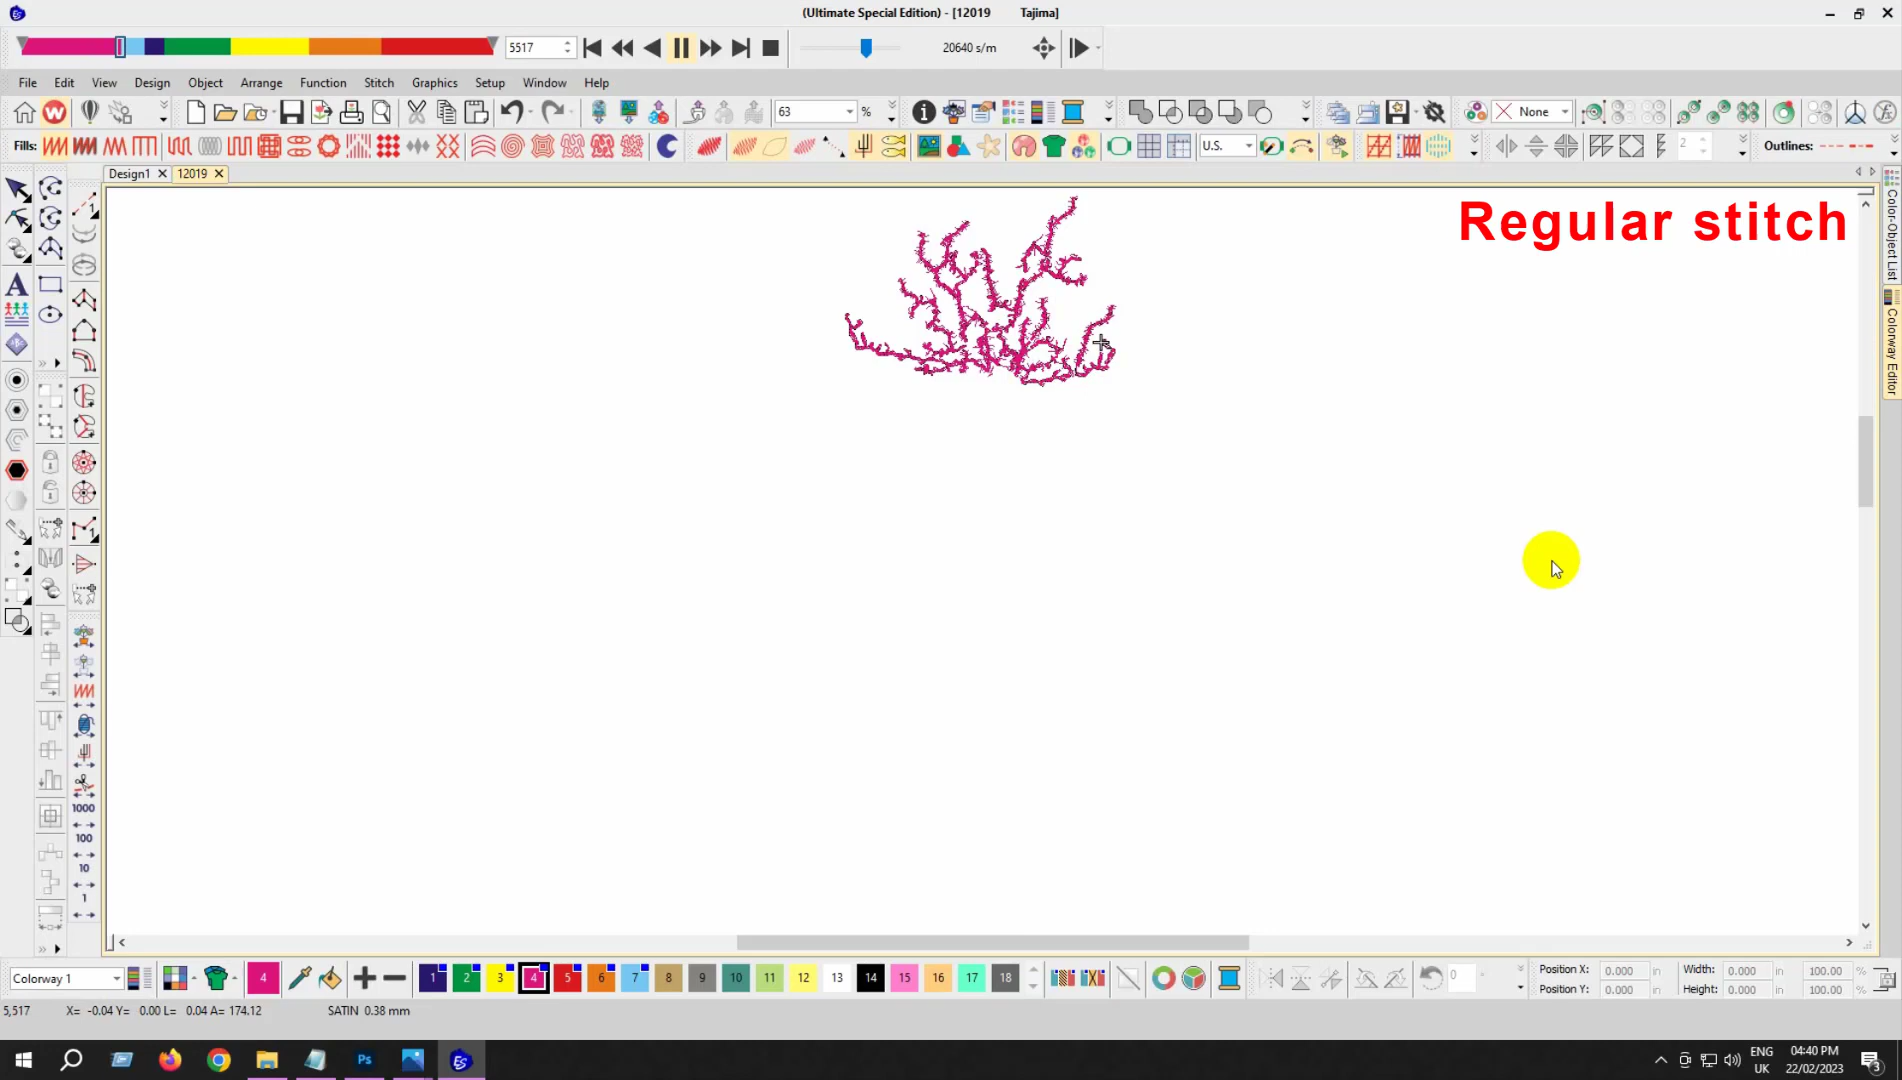 (Ultimate Special Edition) - [12019 Tajima]
5517
20640 s/m
File Edit View Design Object Arrange Function Stitch Graphics Setup Window Help
63 %
None
Fills:
U.S.
2
Outlines:
Design1
12019
Regular stitch
Color-Object List
Colorway Editor
1000
100
10
1
Colorway 1
4
1 2 3 4 5 6 7 8 9 10 11 12 13 14 15 16 17 18
0
Position X: 0.000 in Width: 0.000 in 100.00 %
Position Y: 0.000 in Height: 0.000 in 100.00 %
5,517 X= -0.04 Y= 0.00 L= 0.04 A= 174.12 SATIN 0.38 mm
Ps
ES
ENG
UK
04:40 PM
22/02/2023
3